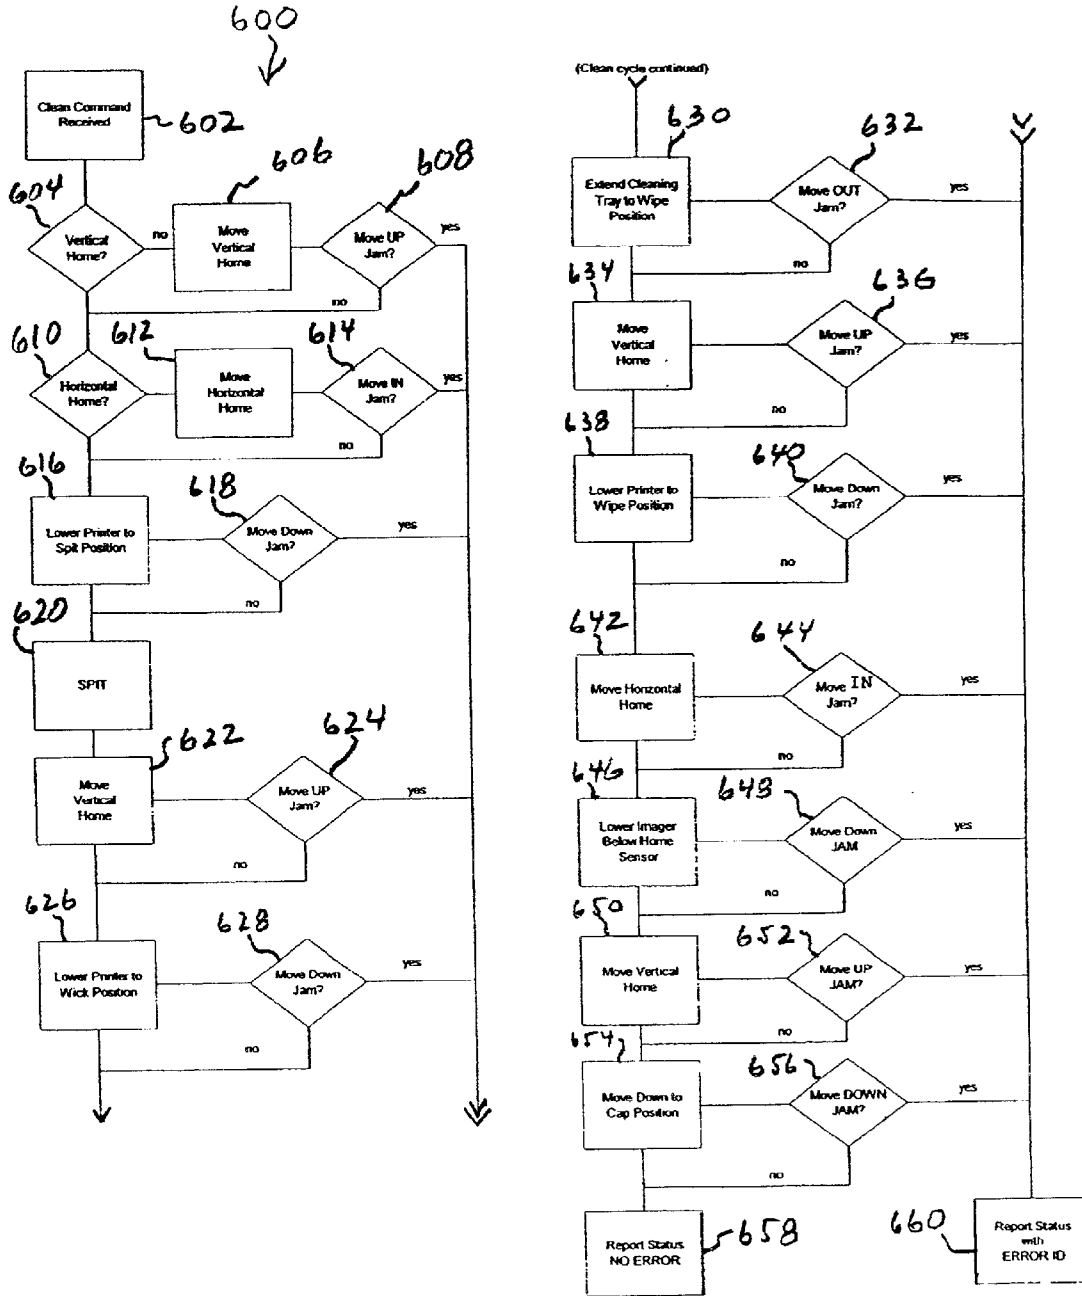 600
Clean Command
Received
602
604
606
608
Vertical
Home?
no
Move
Vertical
Home
Move UP
Jam?
yes
no
610
612
614
Horizontal
Home?
Move
Horizontal
Home
Move IN
Jam?
yes
no
616
618
Lower Printer to
Spit Position
Move Down
Jam?
yes
no
620
SPIT
622
624
Move
Vertical
Home
Move UP
Jam?
yes
no
626
628
Lower Printer to
Wick Position
Move Down
Jam?
yes
no
(Clean cycle continued)
630
632
Extend Cleaning
Tray to Wipe
Position
Move OUT
Jam?
yes
no
634
636
Move
Vertical
Home
Move UP
Jam?
yes
no
638
640
Lower Printer to
Wipe Position
Move Down
Jam?
yes
no
642
644
Move Horizontal
Home
Move IN
Jam?
yes
no
646
648
Lower Imager
Below Home
Sensor
Move Down
JAM
yes
no
650
652
Move Vertical
Home
Move UP
JAM?
yes
no
654
656
Move Down to
Cap Position
Move DOWN
JAM?
yes
no
Report Status
NO ERROR
658
660
Report Status
with
ERROR ID